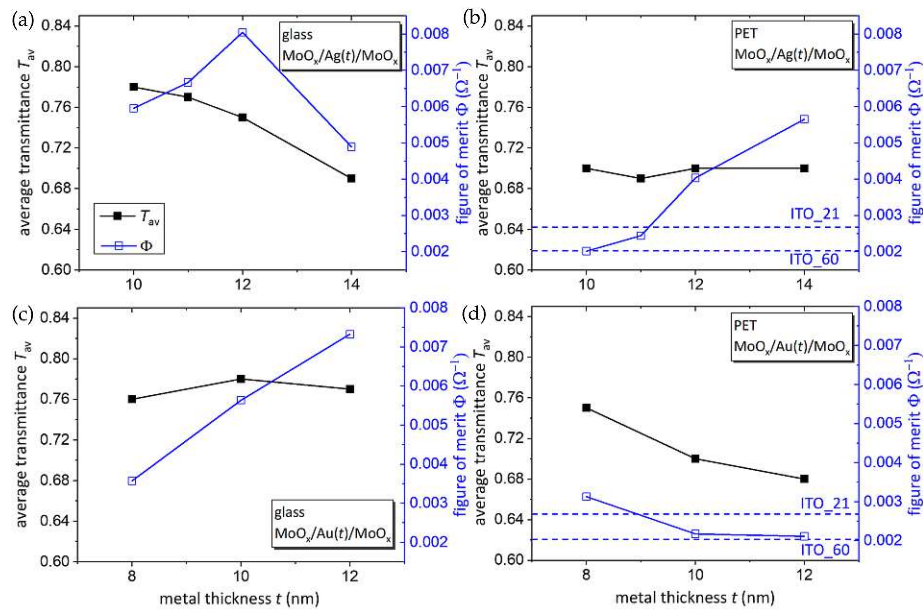 (a)
glass
MoOₓ/Ag(t)/MoOₓ
average transmittance Tₐᵥ
0.84
0.80
0.76
0.72
0.68
0.64
0.60
Tₐᵥ
Φ
10
11
12
13
14
0.008
0.007
0.006
0.005
0.004
0.003
0.002
figure of merit Φ (Ω⁻¹)
(b)
PET
MoOₓ/Ag(t)/MoOₓ
average transmittance Tₐᵥ
0.84
0.80
0.76
0.72
0.68
0.64
0.60
ITO_21
ITO_60
10
12
14
0.008
0.007
0.006
0.005
0.004
0.003
0.002
figure of merit Φ (Ω⁻¹)
(c)
average transmittance Tₐᵥ
0.84
0.80
0.76
0.72
0.68
0.64
0.60
glass
MoOₓ/Au(t)/MoOₓ
8
10
12
metal thickness t (nm)
0.008
0.007
0.006
0.005
0.004
0.003
0.002
figure of merit Φ (Ω⁻¹)
(d)
PET
MoOₓ/Au(t)/MoOₓ
average transmittance Tₐᵥ
0.84
0.80
0.76
0.72
0.68
0.64
0.60
ITO_21
ITO_60
8
10
12
metal thickness t (nm)
0.008
0.007
0.006
0.005
0.004
0.003
0.002
figure of merit Φ (Ω⁻¹)